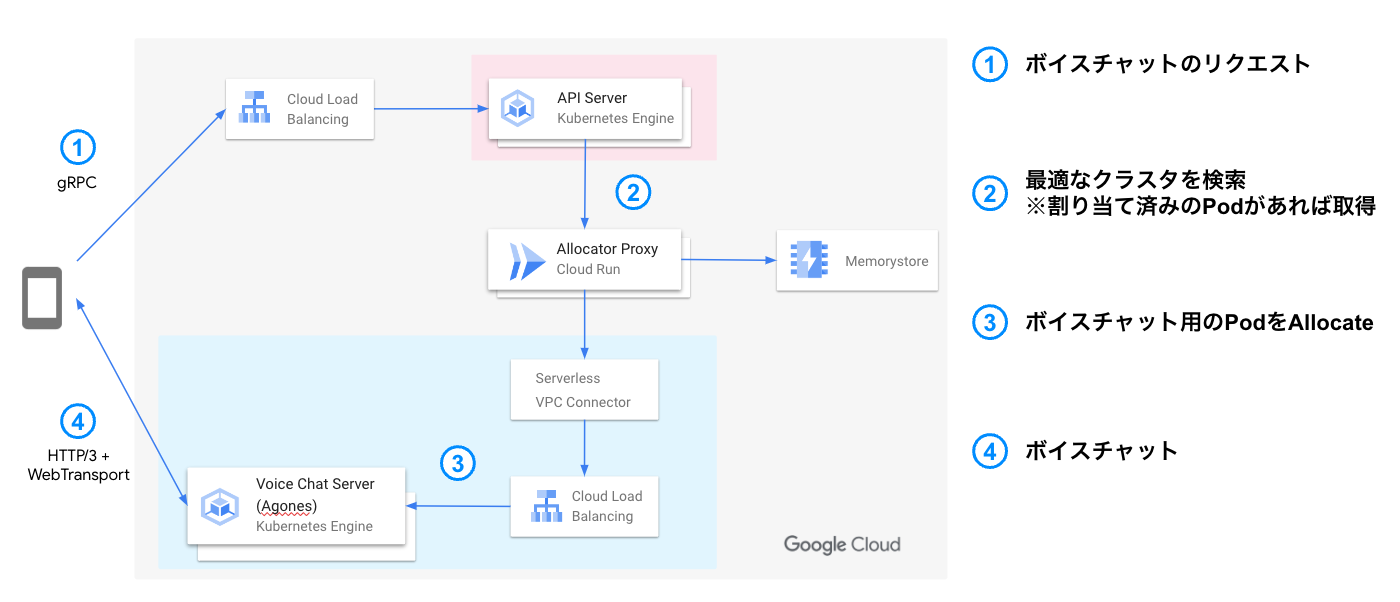 1
gRPC
Cloud Load
Balancing
API Server
Kubernetes Engine
2
Allocator Proxy
Cloud Run
Memorystore
Serverless
VPC Connector
Cloud Load
Balancing
3
Voice Chat Server
(Agones)
Kubernetes Engine
4
HTTP/3 +
WebTransport
Google Cloud
1 ボイスチャットのリクエスト
2 最適なクラスタを検索
※割り当て済みのPodがあれば取得
3 ボイスチャット用のPodをAllocate
4 ボイスチャット